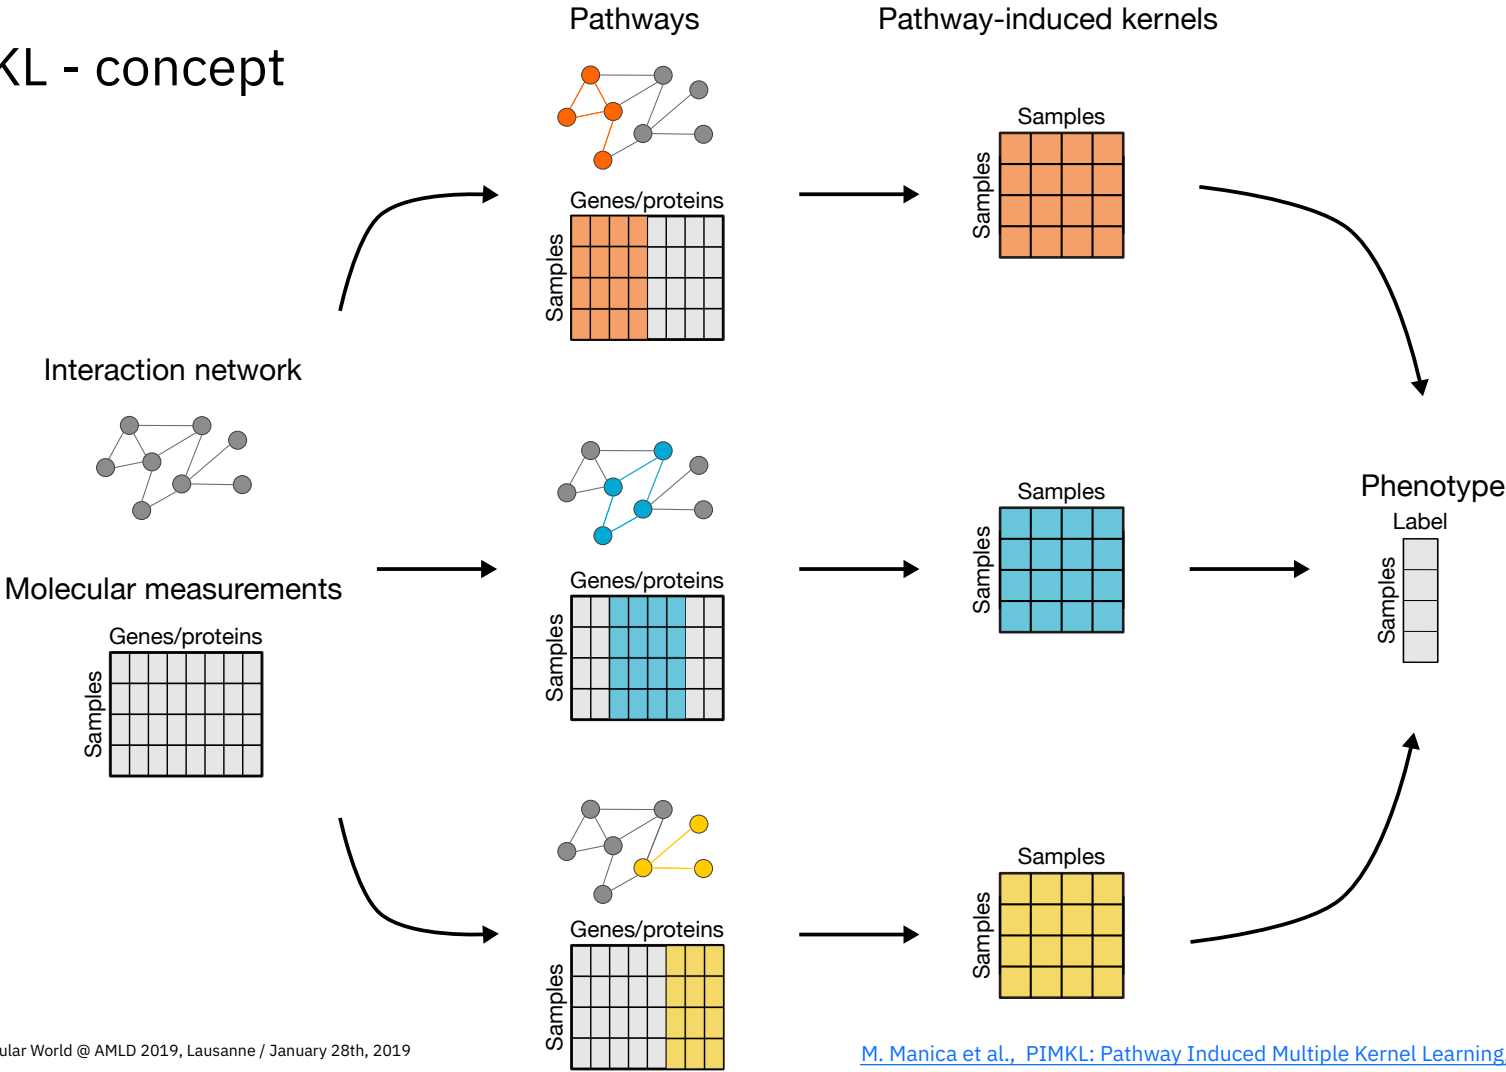 KL - concept
Pathways
Pathway-induced kernels
Genes/proteins
Samples
Samples
Samples
Interaction network
Molecular measurements
Genes/proteins
Samples
Genes/proteins
Samples
Samples
Samples
Phenotype
Label
Samples
Genes/proteins
Samples
Samples
Samples
ular World @ AMLD 2019, Lausanne / January 28th, 2019
M. Manica et al., PIMKL: Pathway Induced Multiple Kernel Learning,